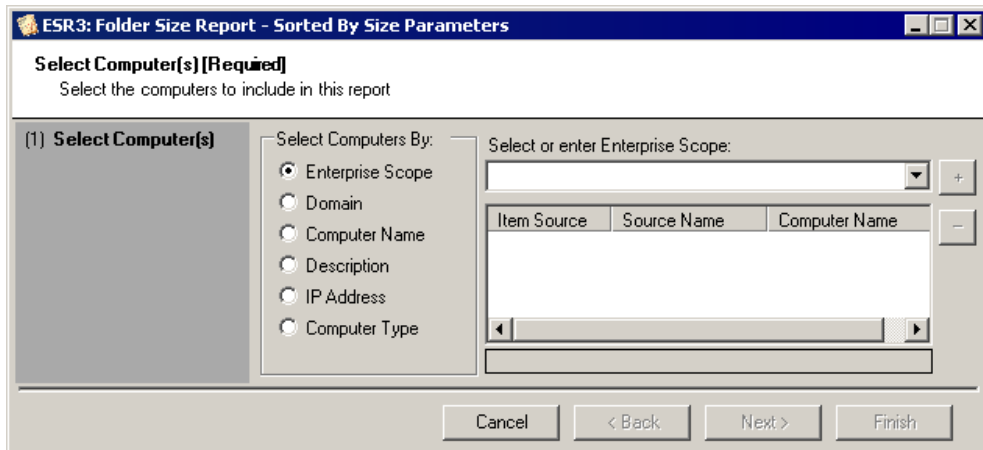 ESR3: Folder Size Report - Sorted By Size Parameters
Select Computer(s) [Required]
Select the computers to include in this report
(1) Select Computer(s)
Select Computers By:
Enterprise Scope
Domain
Computer Name
Description
IP Address
Computer Type
Select or enter Enterprise Scope:
+
Item Source Source Name Computer Name
–
Cancel < Back Next > Finish